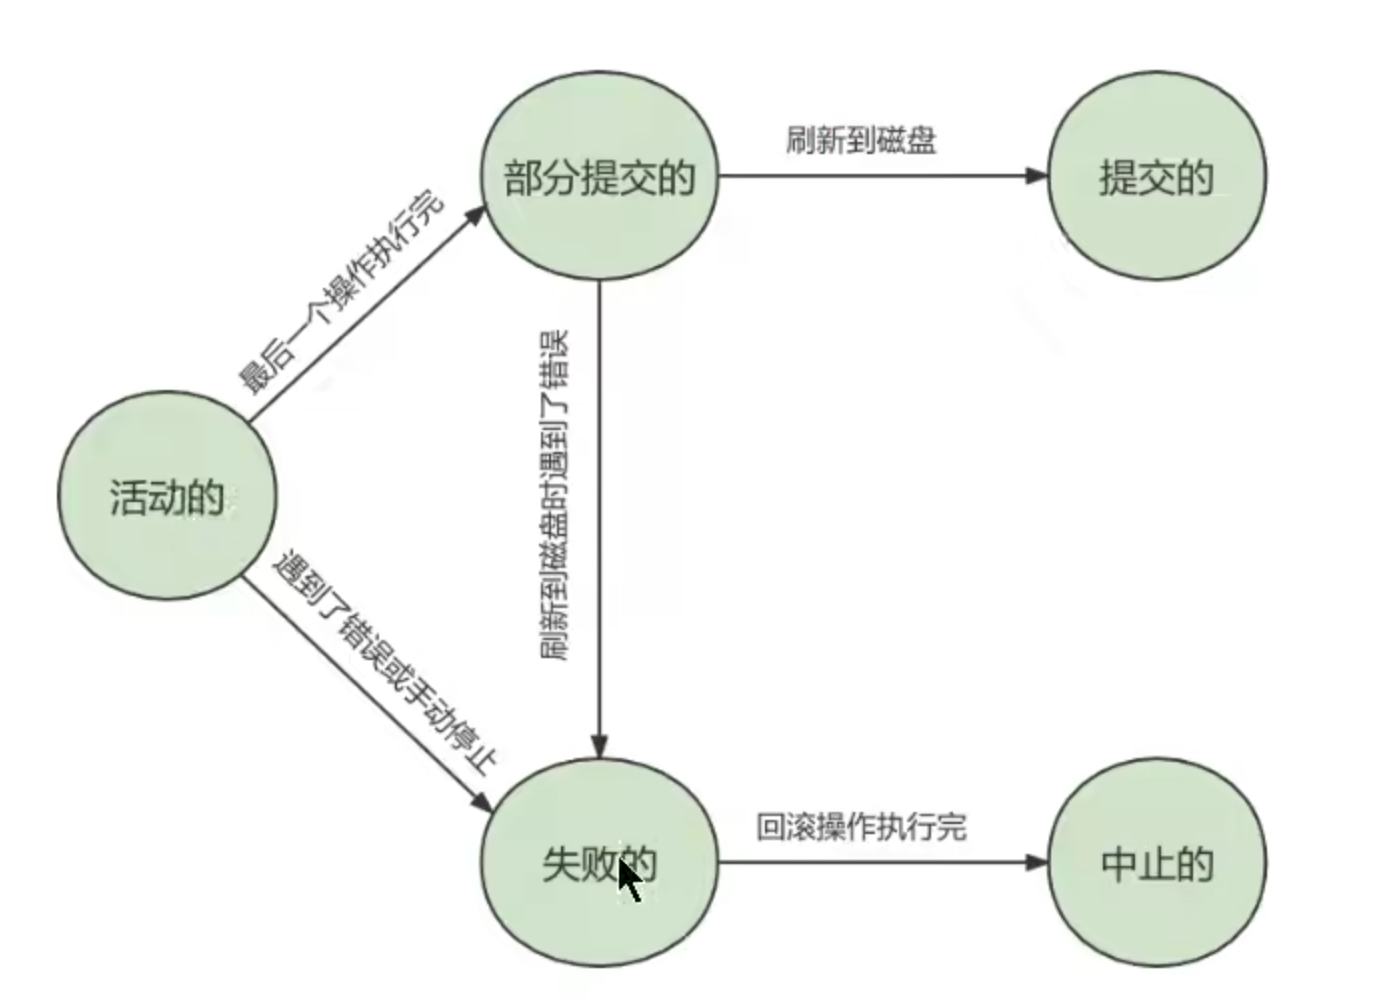 部分提交的
刷新到磁盘
提交的
最后一个操作执行完
刷新到磁盘时遇到了错误
活动的
遇到了错误或手动停止
失败的
回滚操作执行完
中止的